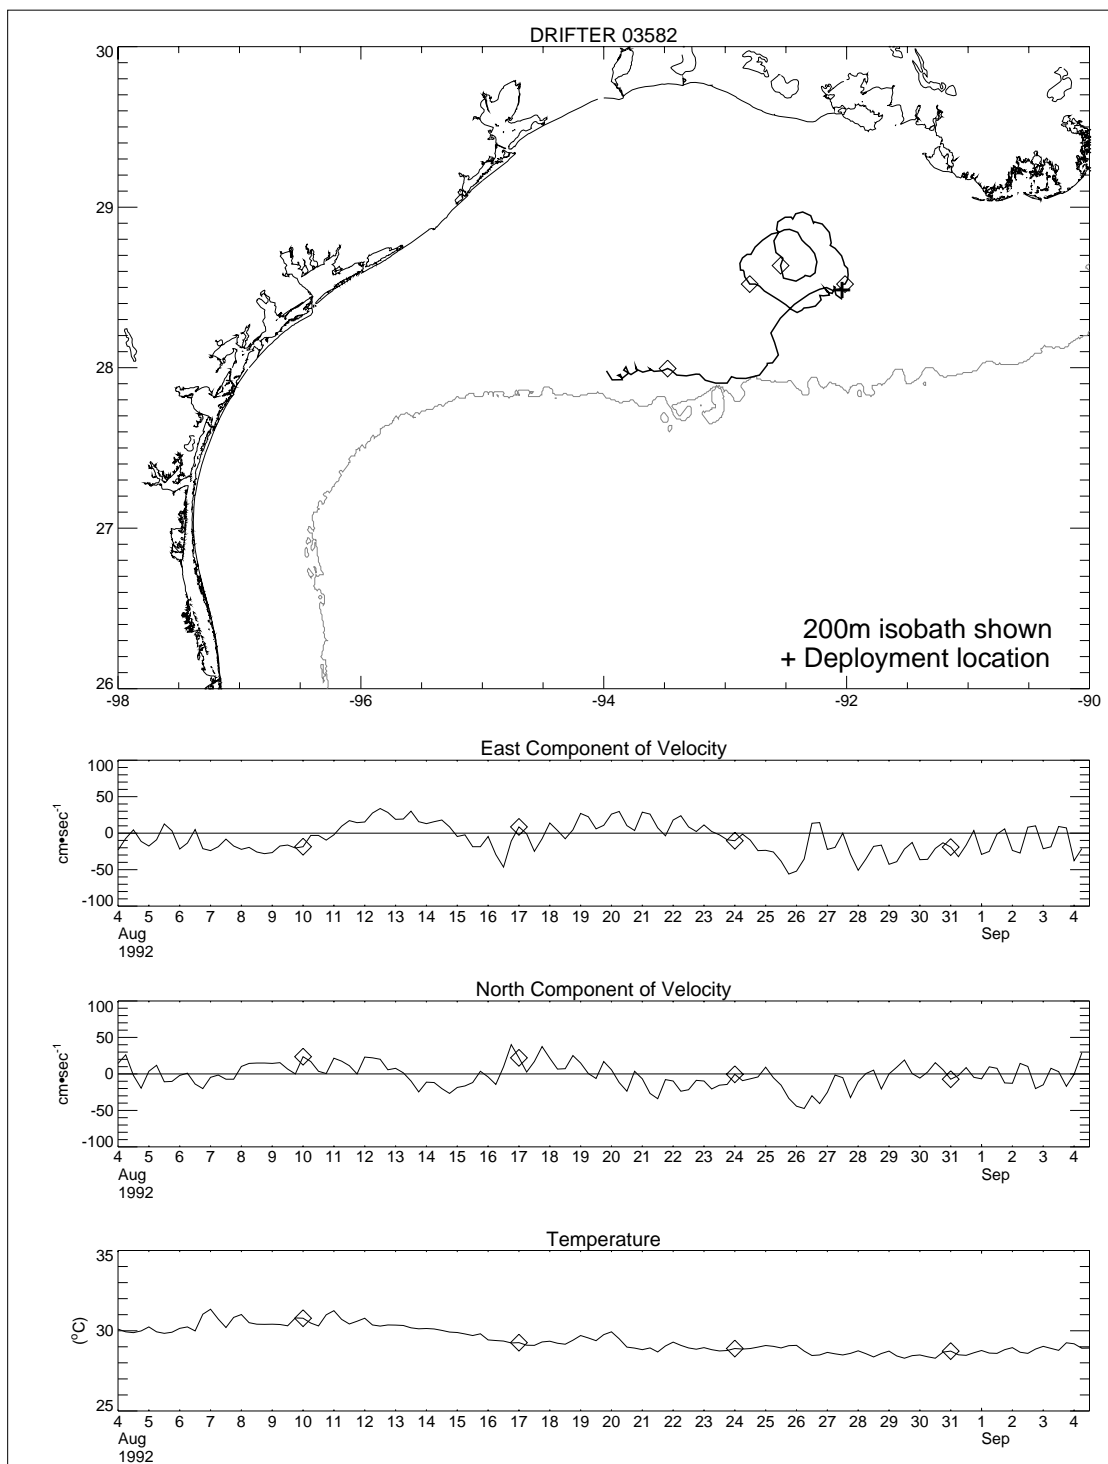 DRIFTER 03582
30
29
28
27
26
-98
-96
-94
-92
-90
200m isobath shown
+ Deployment location
East Component of Velocity
100
50
0
-50
-100
cm•sec-1
4 5 6 7 8 9 10 11 12 13 14 15 16 17 18 19 20 21 22 23 24 25 26 27 28 29 30 31 1 2 3 4
Aug Sep
1992
North Component of Velocity
100
50
0
-50
-100
cm•sec-1
4 5 6 7 8 9 10 11 12 13 14 15 16 17 18 19 20 21 22 23 24 25 26 27 28 29 30 31 1 2 3 4
Aug Sep
1992
Temperature
35
30
25
(°C)
4 5 6 7 8 9 10 11 12 13 14 15 16 17 18 19 20 21 22 23 24 25 26 27 28 29 30 31 1 2 3 4
Aug Sep
1992